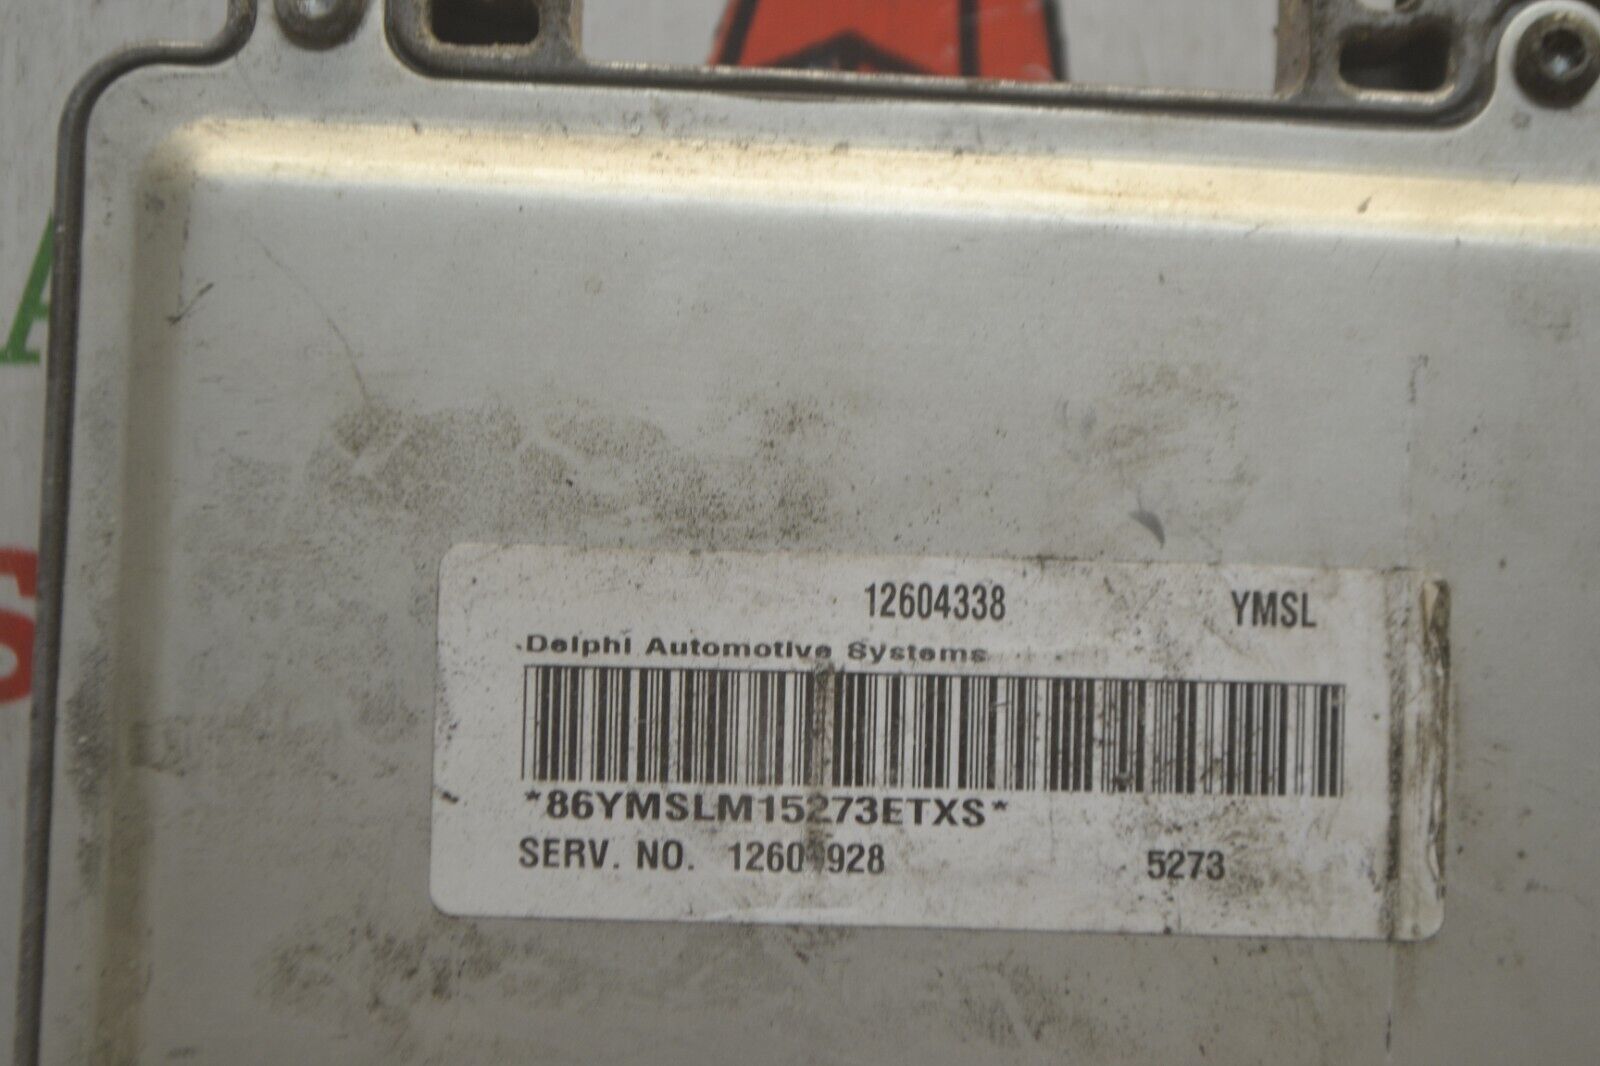 12604338 YMSL
Delphi Automotive Systems
*86YMSLM15273ETXS*
SERV. NO. 5273
A
S